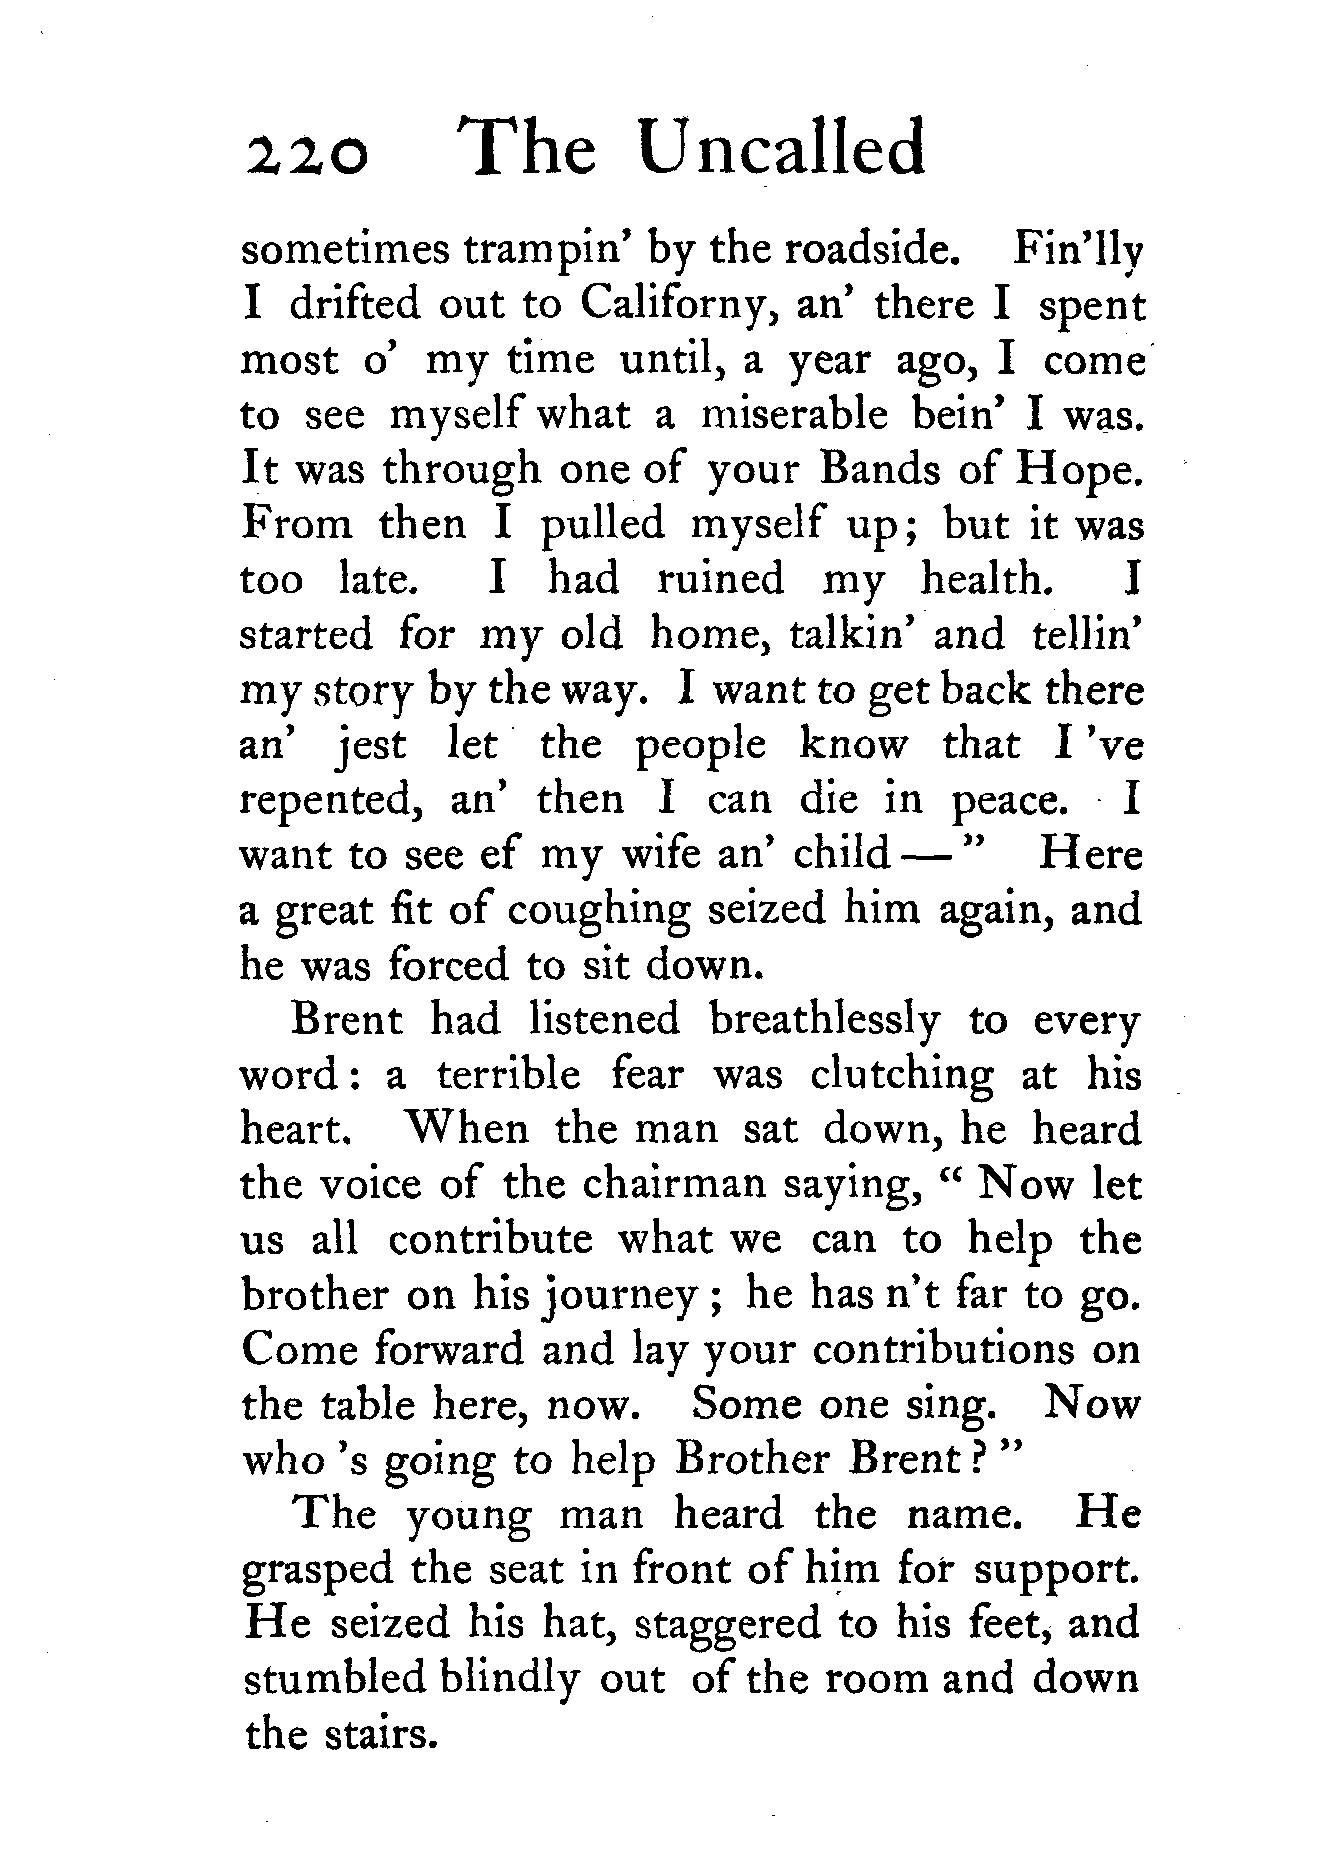 220 The Uncalled
sometimes trampin' by the roadside. Fin'lly
I drifted out to Californy, an' there I spent
most o' my time until, a year ago, I come
to see myself what a miserable bein' I was.
It was through one of your Bands of Hope.
From then I pulled myself up; but it was
too late. I had ruined my health. I
started for my old home, talkin' and tellin'
my story by the way. I want to get back there
an' jest let the people know that I 've
repented, an' then I can die in peace. I
want to see ef my wife an' child — " Here
a great fit of coughing seized him again, and
he was forced to sit down.
Brent had listened breathlessly to every
word : a terrible fear was clutching at his
heart. When the man sat down, he heard
the voice of the chairman saying, " Now let
us all contribute what we can to help the
brother on his journey ; he has n't far to go.
Come forward and lay your contributions on
the table here, now. Some one sing. Now
who 's going to help Brother Brent ? "
The young man heard the name. He
grasped the seat in front of him for support.
He seized his hat, staggered to his feet, and
stumbled blindly out of the room and down
the stairs.